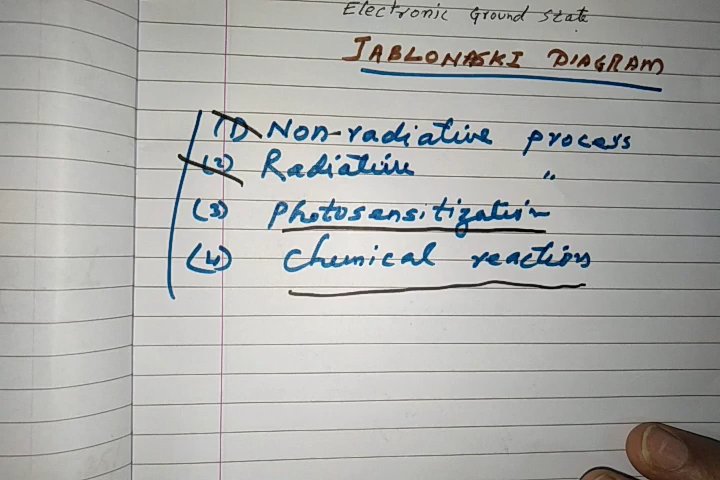 Electronic Ground State
JABLONASKI DIAGRAM
(1) Non-radiative process
(2) Radiative "
(3) Photosensitization
(4) Chemical reactions